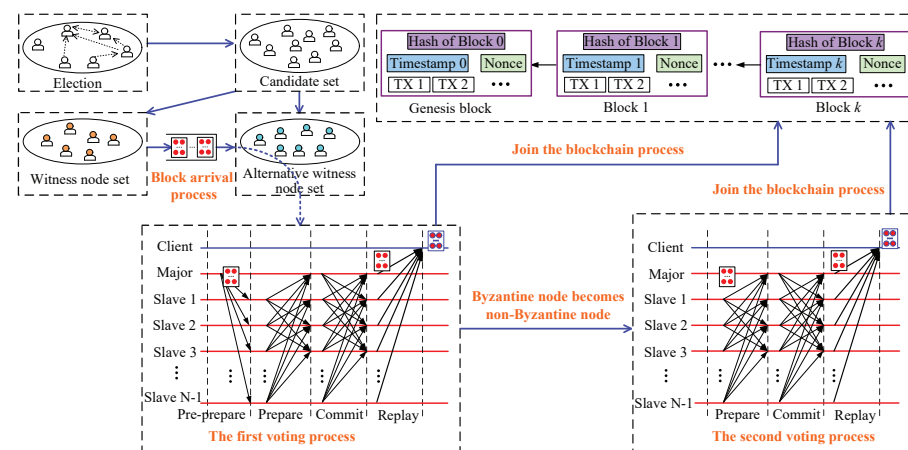 Election
Candidate set
Witness node set
Alternative witness
node set
Block arrival
process
Hash of Block 0
Timestamp 0
Nonce
TX 1
TX 2
•••
Genesis block
Hash of Block 1
Timestamp 1
Nonce
TX 1
TX 2
•••
Block 1
•••
Hash of Block k
Timestamp k
Nonce
TX 1
TX 2
•••
Block k
Join the blockchain process
Join the blockchain process
Client
Major
Slave 1
Slave 2
Slave 3
Slave N-1
Pre-prepare
Prepare
Commit
Replay
The first voting process
Byzantine node becomes
non-Byzantine node
Client
Major
Slave 1
Slave 2
Slave 3
Slave N-1
Prepare
Commit
Replay
The second voting process